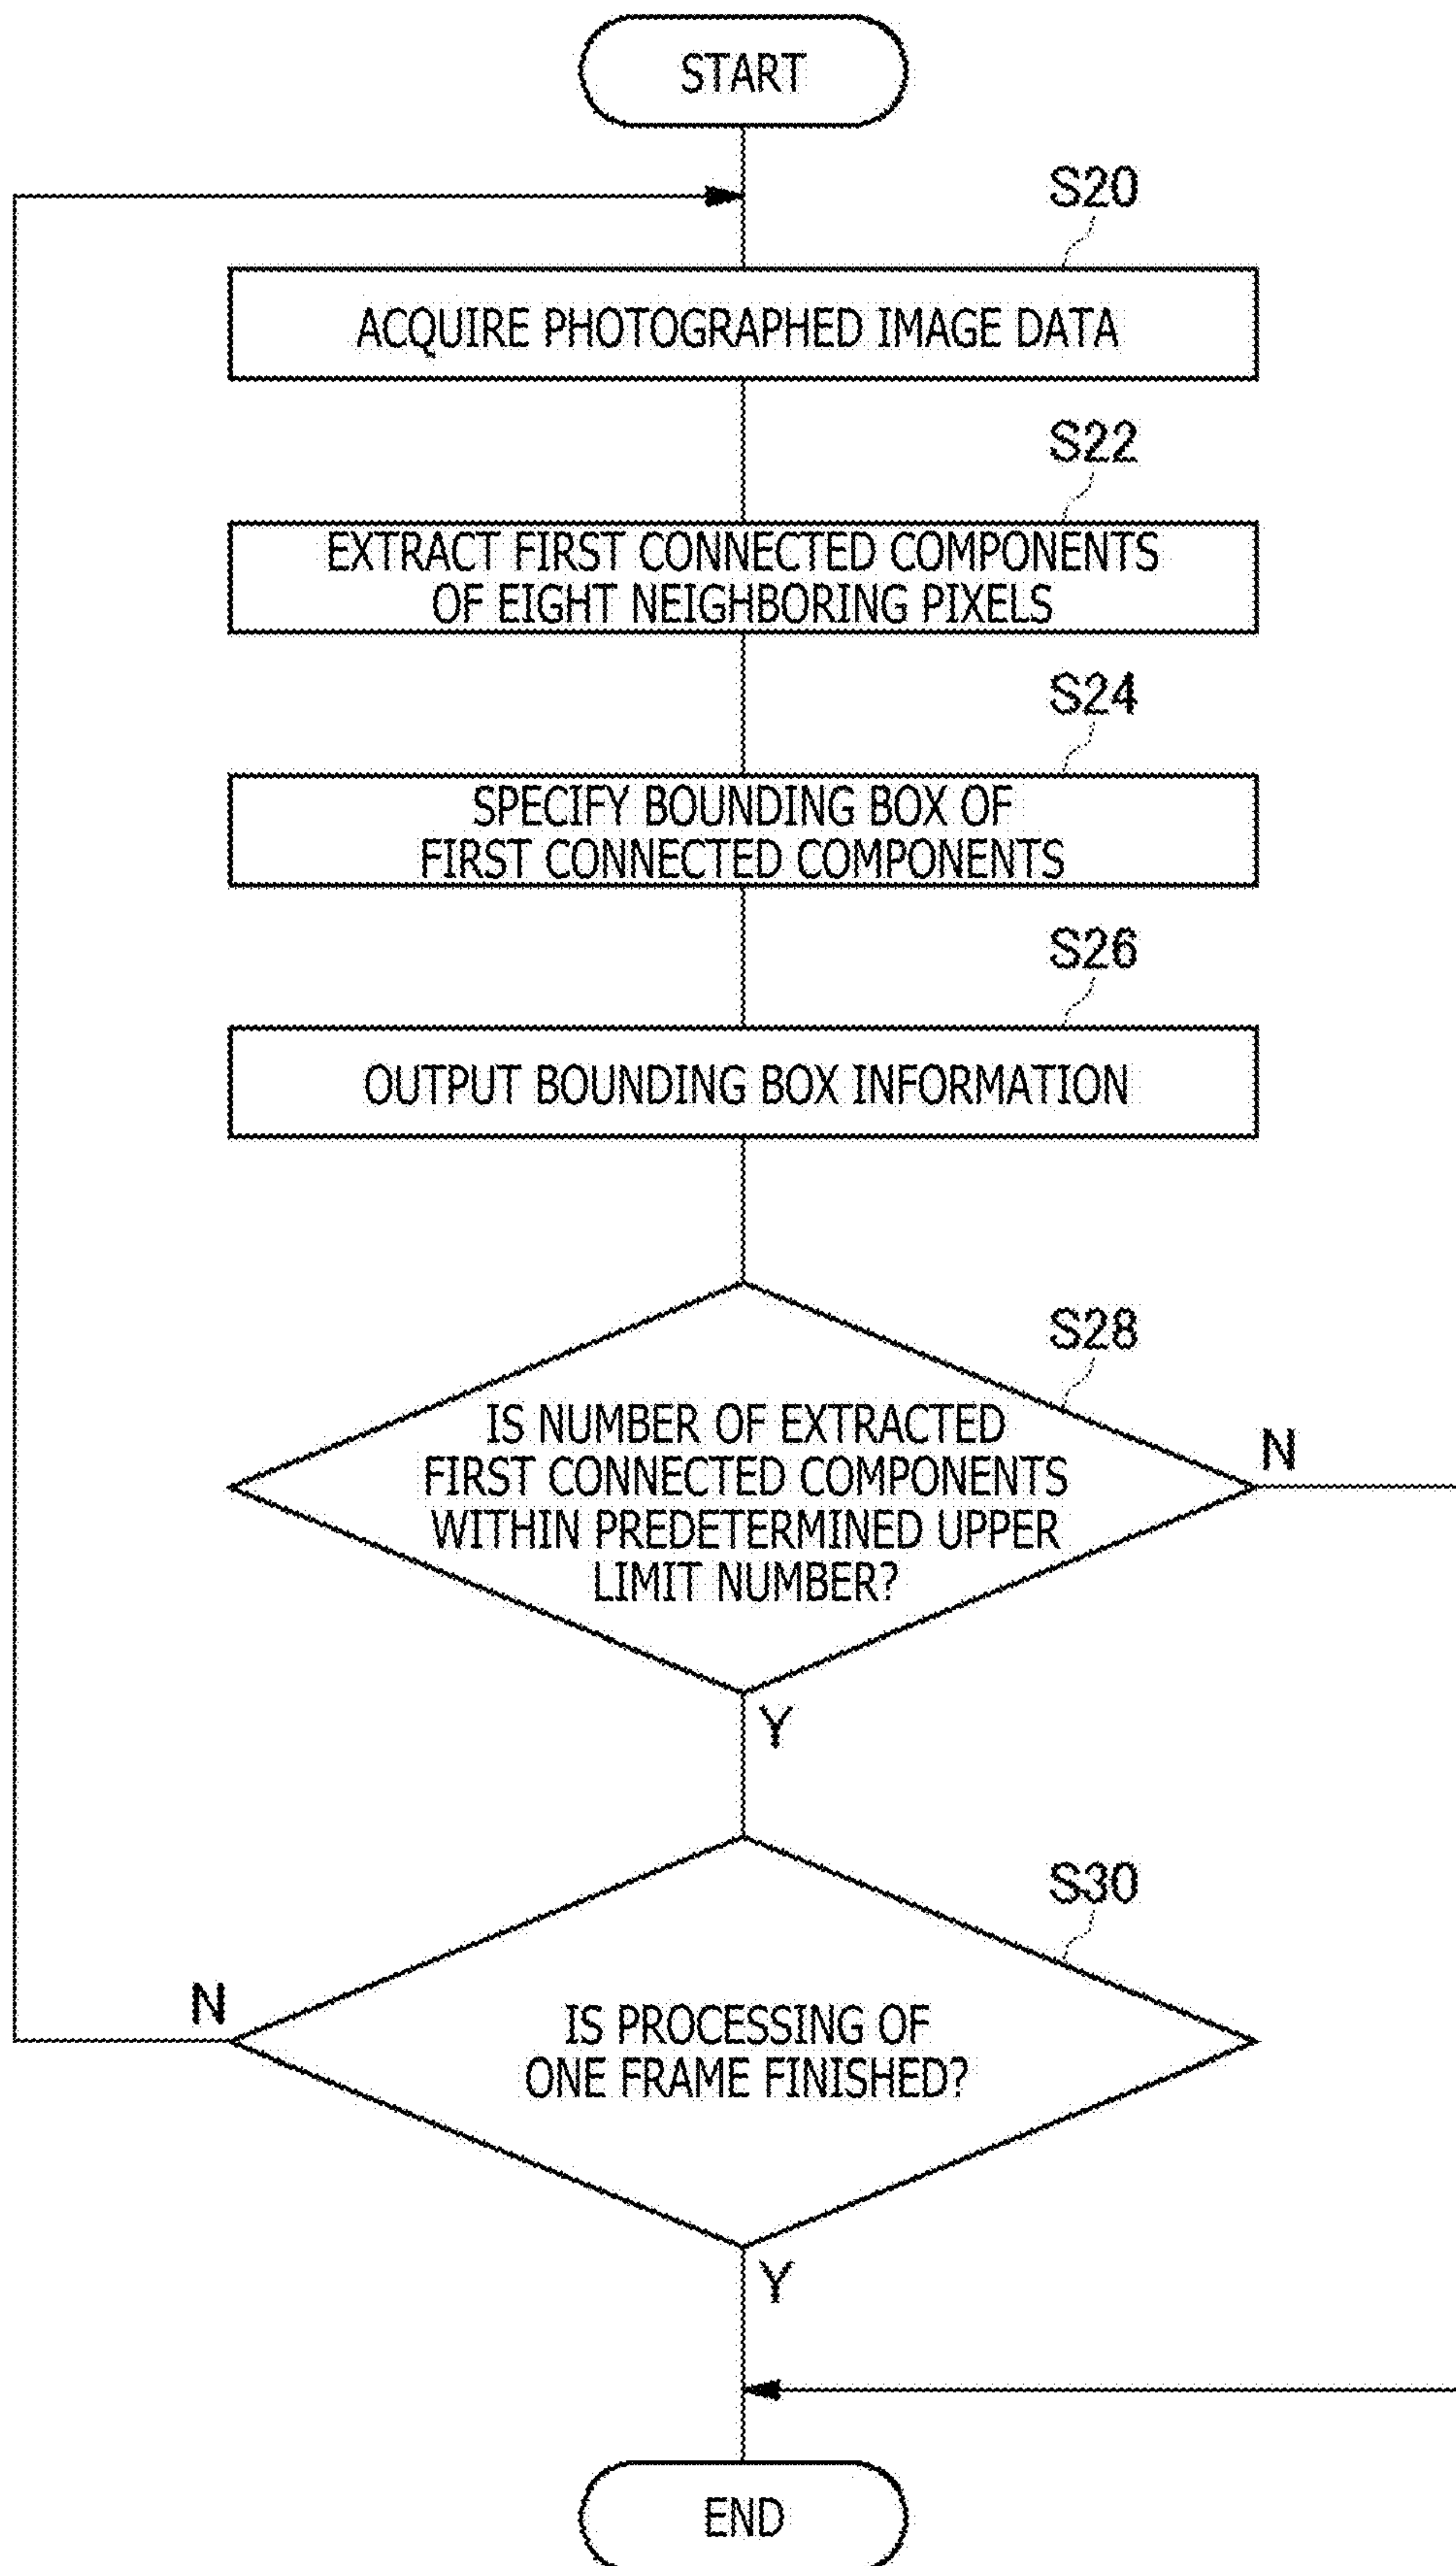 START
S20
ACQUIRE PHOTOGRAPHED IMAGE DATA
S22
EXTRACT FIRST CONNECTED COMPONENTS
OF EIGHT NEIGHBORING PIXELS
S24
SPECIFY BOUNDING BOX OF
FIRST CONNECTED COMPONENTS
S26
OUTPUT BOUNDING BOX INFORMATION
S28
IS NUMBER OF EXTRACTED
FIRST CONNECTED COMPONENTS
WITHIN PREDETERMINED UPPER
LIMIT NUMBER?
N
Y
S30
IS PROCESSING OF
ONE FRAME FINISHED?
N
Y
END